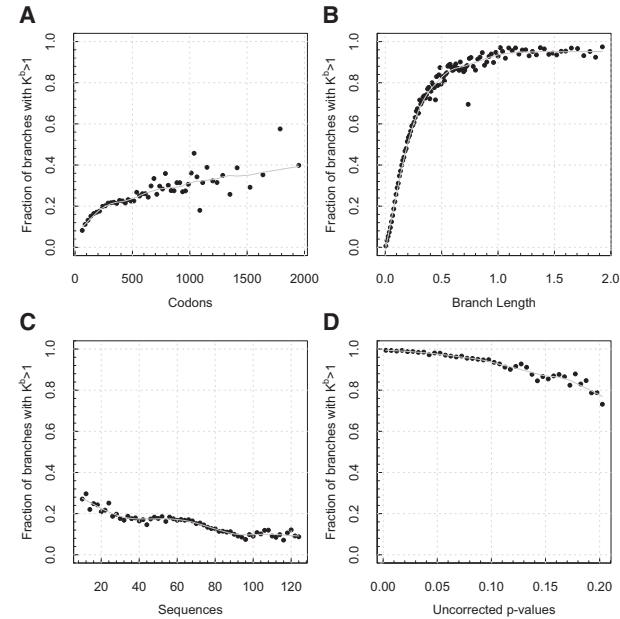 A
Fraction of branches with Kᵇ>1
0.0 0.2 0.4 0.6 0.8 1.0
0 500 1000 1500 2000
Codons
B
Fraction of branches with Kᵇ>1
0.0 0.2 0.4 0.6 0.8 1.0
0.0 0.5 1.0 1.5 2.0
Branch Length
C
Fraction of branches with Kᵇ>1
0.0 0.2 0.4 0.6 0.8 1.0
20 40 60 80 100 120
Sequences
D
Fraction of branches with Kᵇ>1
0.0 0.2 0.4 0.6 0.8 1.0
0.00 0.05 0.10 0.15 0.20
Uncorrected p-values